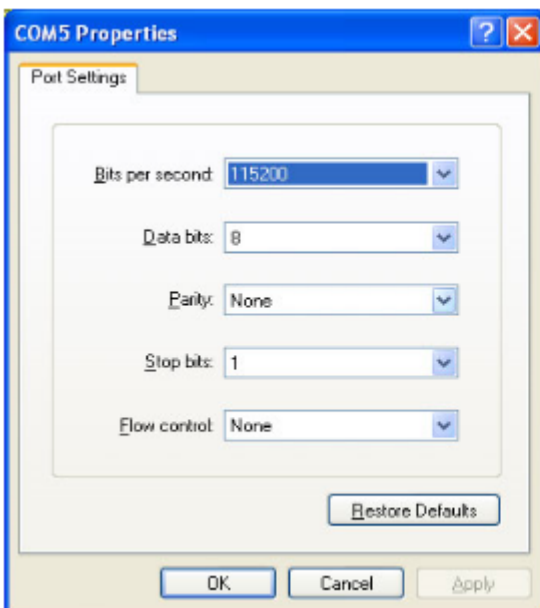 COM5 Properties
Port Settings
Bits per second: 115200
Data bits: 8
Parity: None
Stop bits: 1
Flow control: None
Restore Defaults
OK Cancel Apply